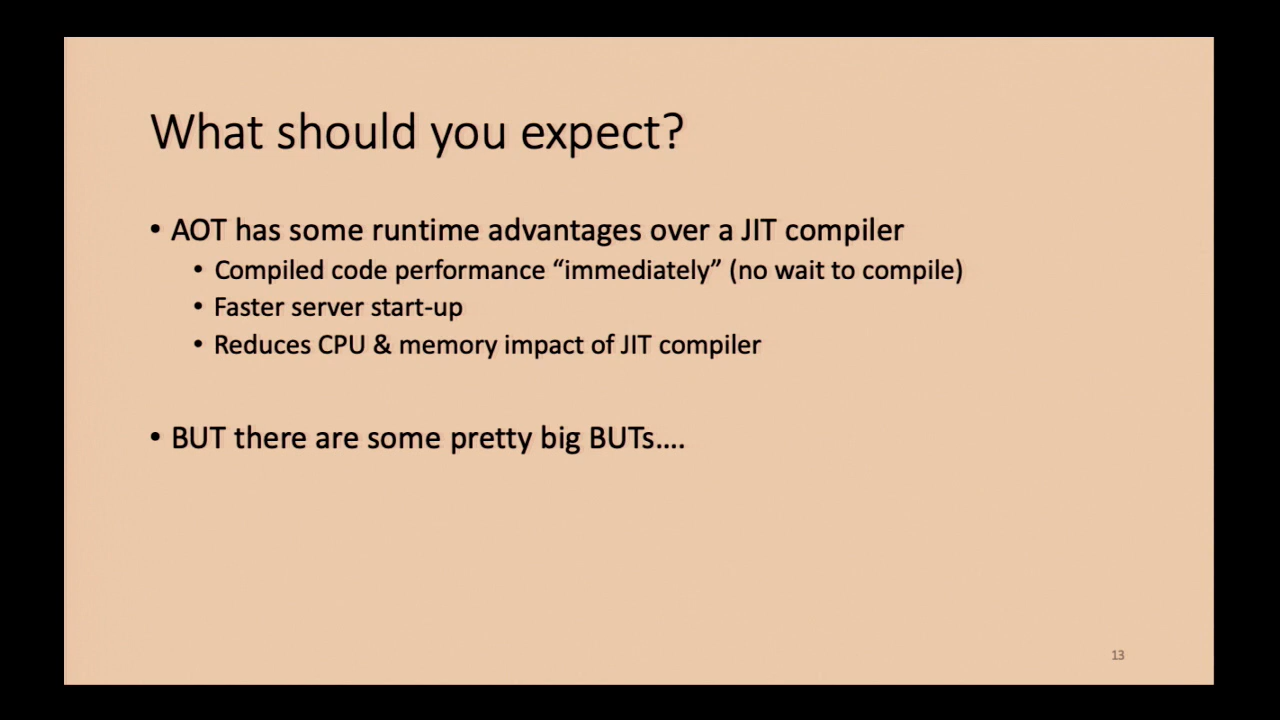 What should you expect?
• AOT has some runtime advantages over a JIT compiler
• Compiled code performance “immediately” (no wait to compile)
• Faster server start-up
• Reduces CPU & memory impact of JIT compiler
• BUT there are some pretty big BUTs….
13